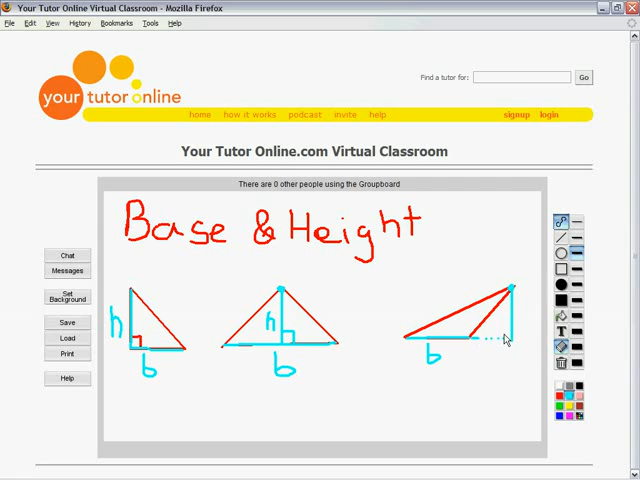 Your Tutor Online Virtual Classroom - Mozilla Firefox
File Edit View History Bookmarks Tools Help
your tutor online
Find a tutor for: Go
home how it works podcast invite help signup login
Your Tutor Online.com Virtual Classroom
There are 0 other people using the Groupboard
Base & Height
Chat
Messages
Set Background
Save
Load
Print
Help
h
b
h
b
b
T